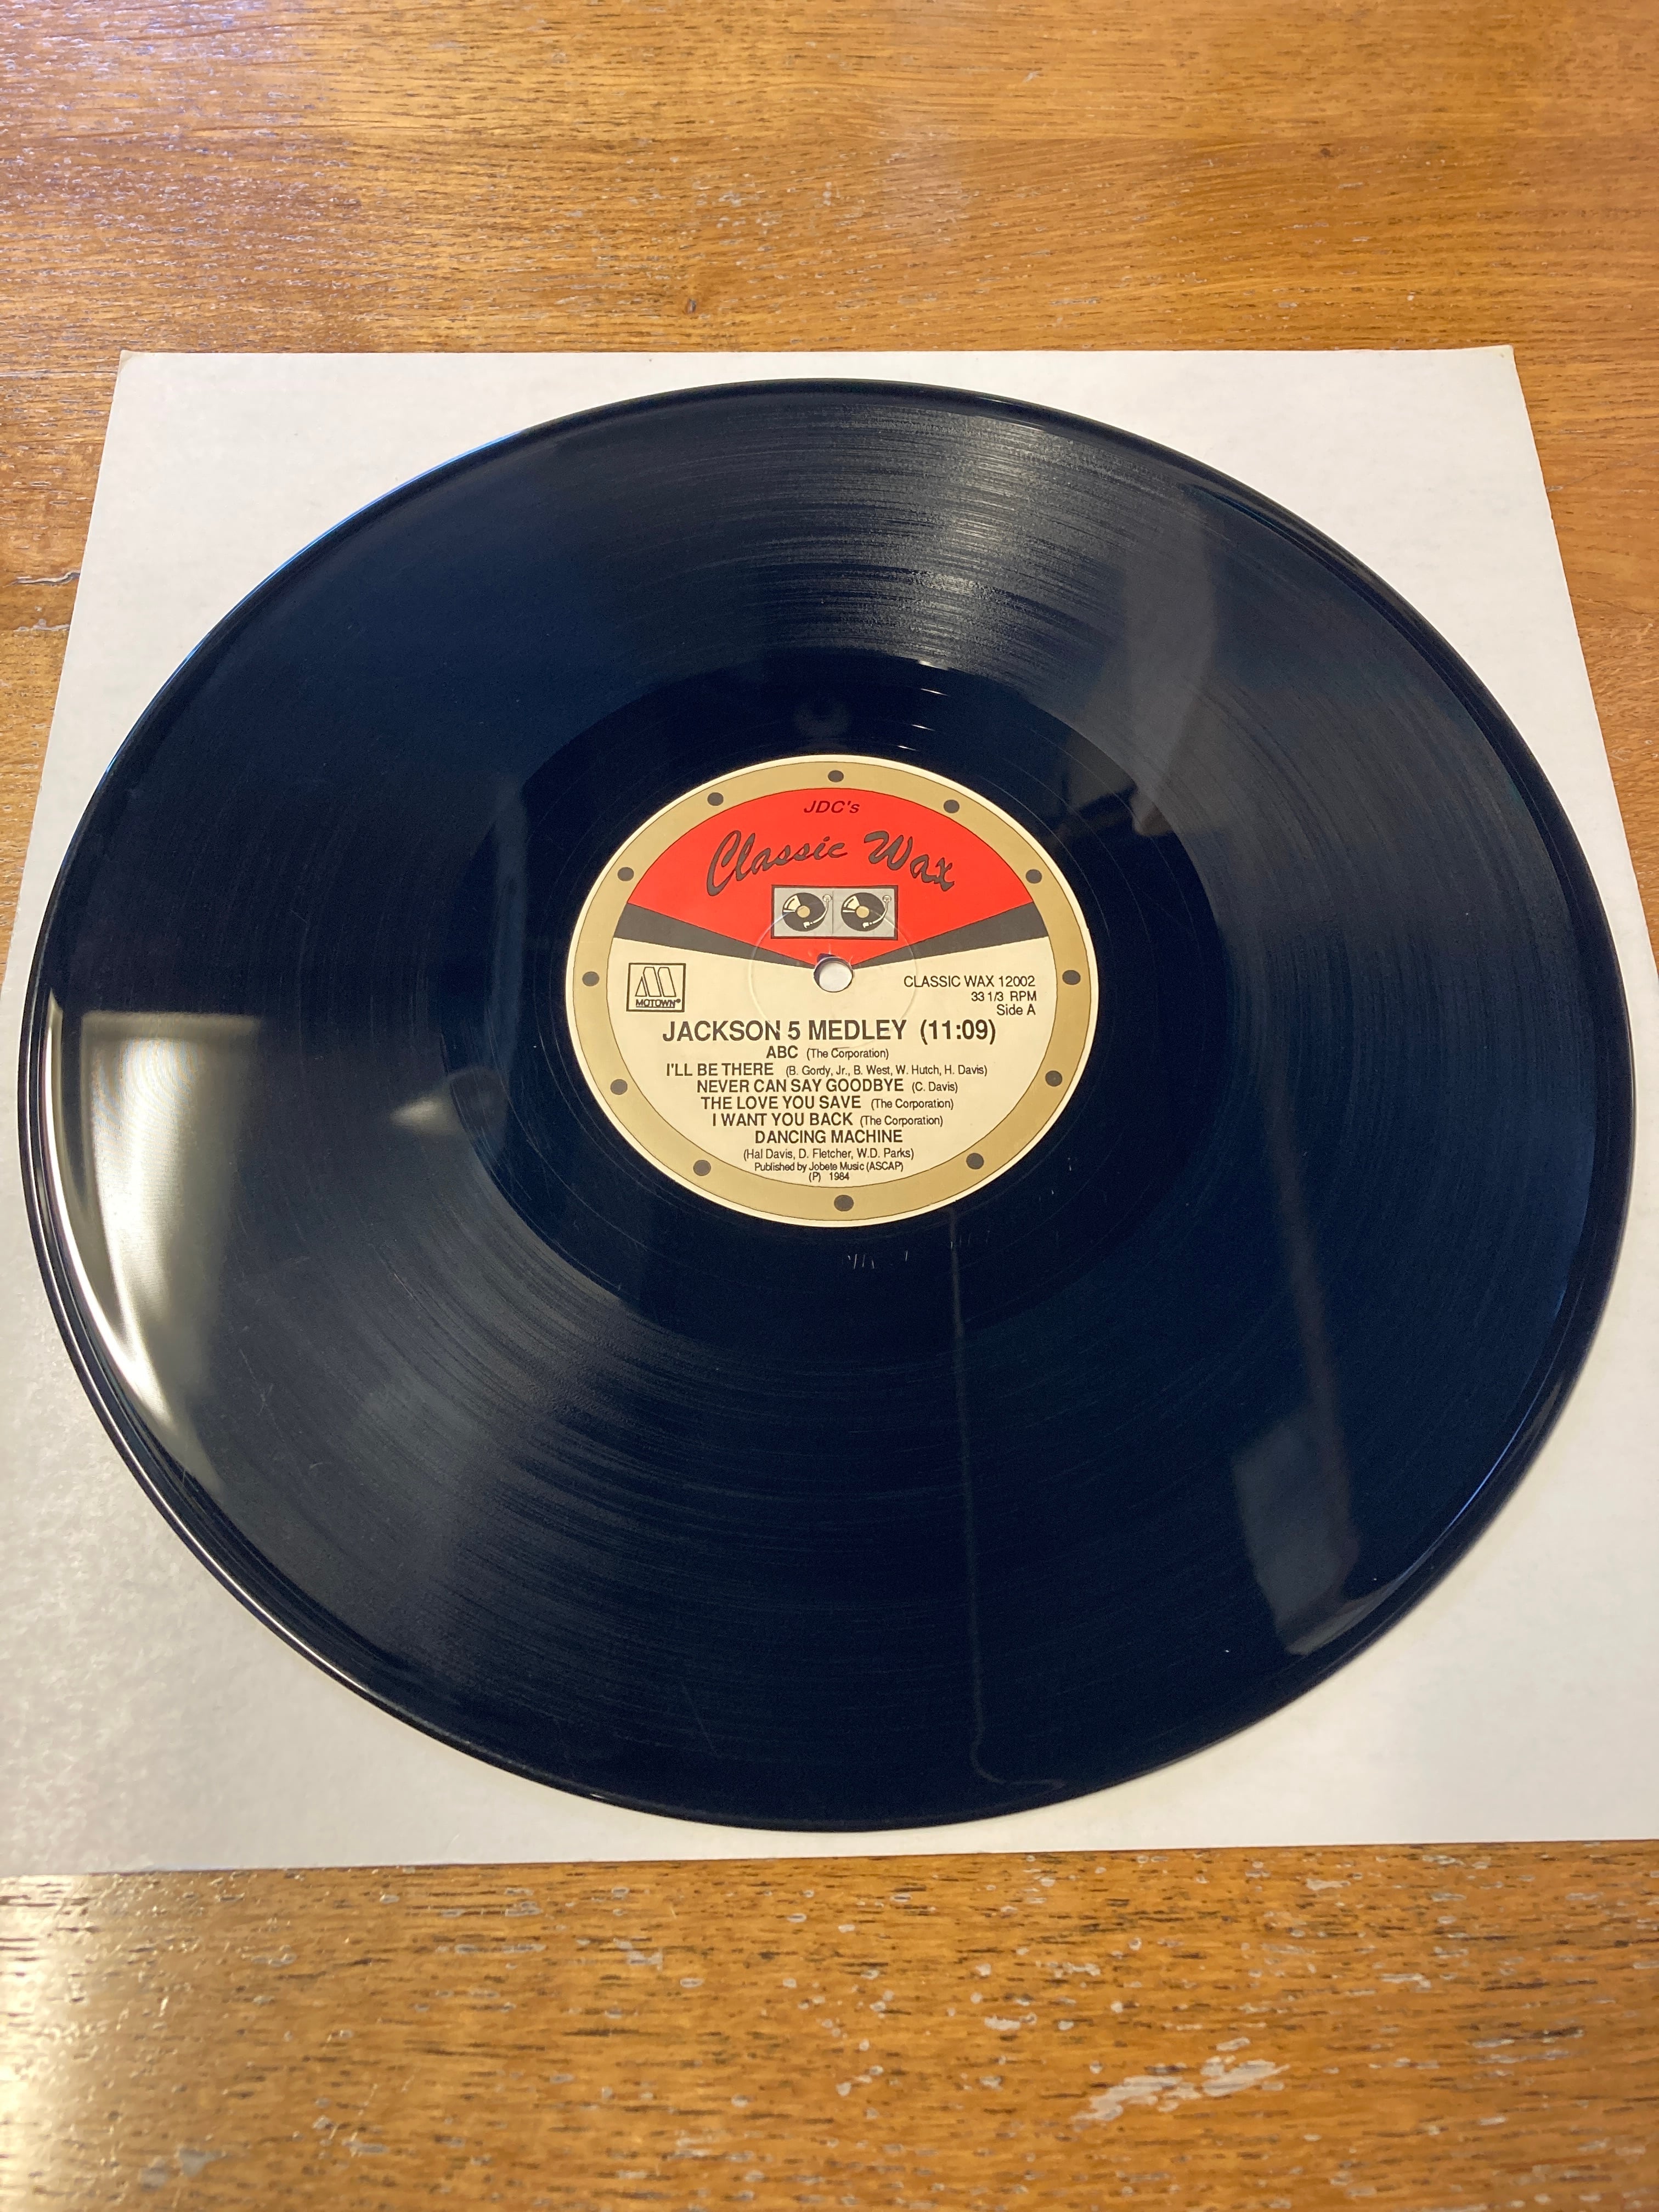 JDC's
Classic Wax
MOTOWN®
CLASSIC WAX 12002
33 1/3 RPM
Side A
JACKSON 5 MEDLEY (11:09)
ABC (The Corporation)
I'LL BE THERE (B. Gordy, Jr., B. West, W. Hutch, H. Davis)
NEVER CAN SAY GOODBYE (C. Davis)
THE LOVE YOU SAVE (The Corporation)
I WANT YOU BACK (The Corporation)
DANCING MACHINE
(Hal Davis, D. Fletcher, W.D. Parks)
Published by Jobete Music (ASCAP)
(P) 1984